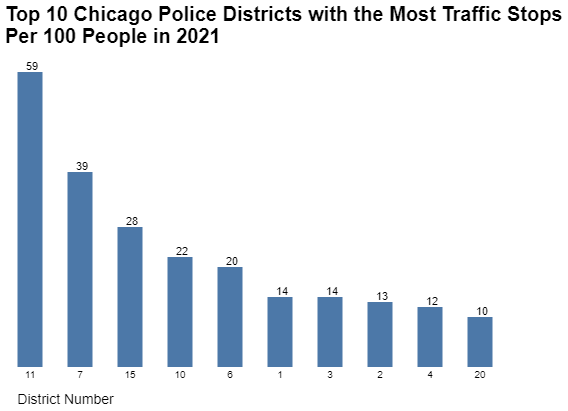 Top 10 Chicago Police Districts with the Most Traffic Stops
Per 100 People in 2021
59
39
28
22
20
14
14
13
12
10
11 7 15 10 6 1 3 2 4 20
District Number